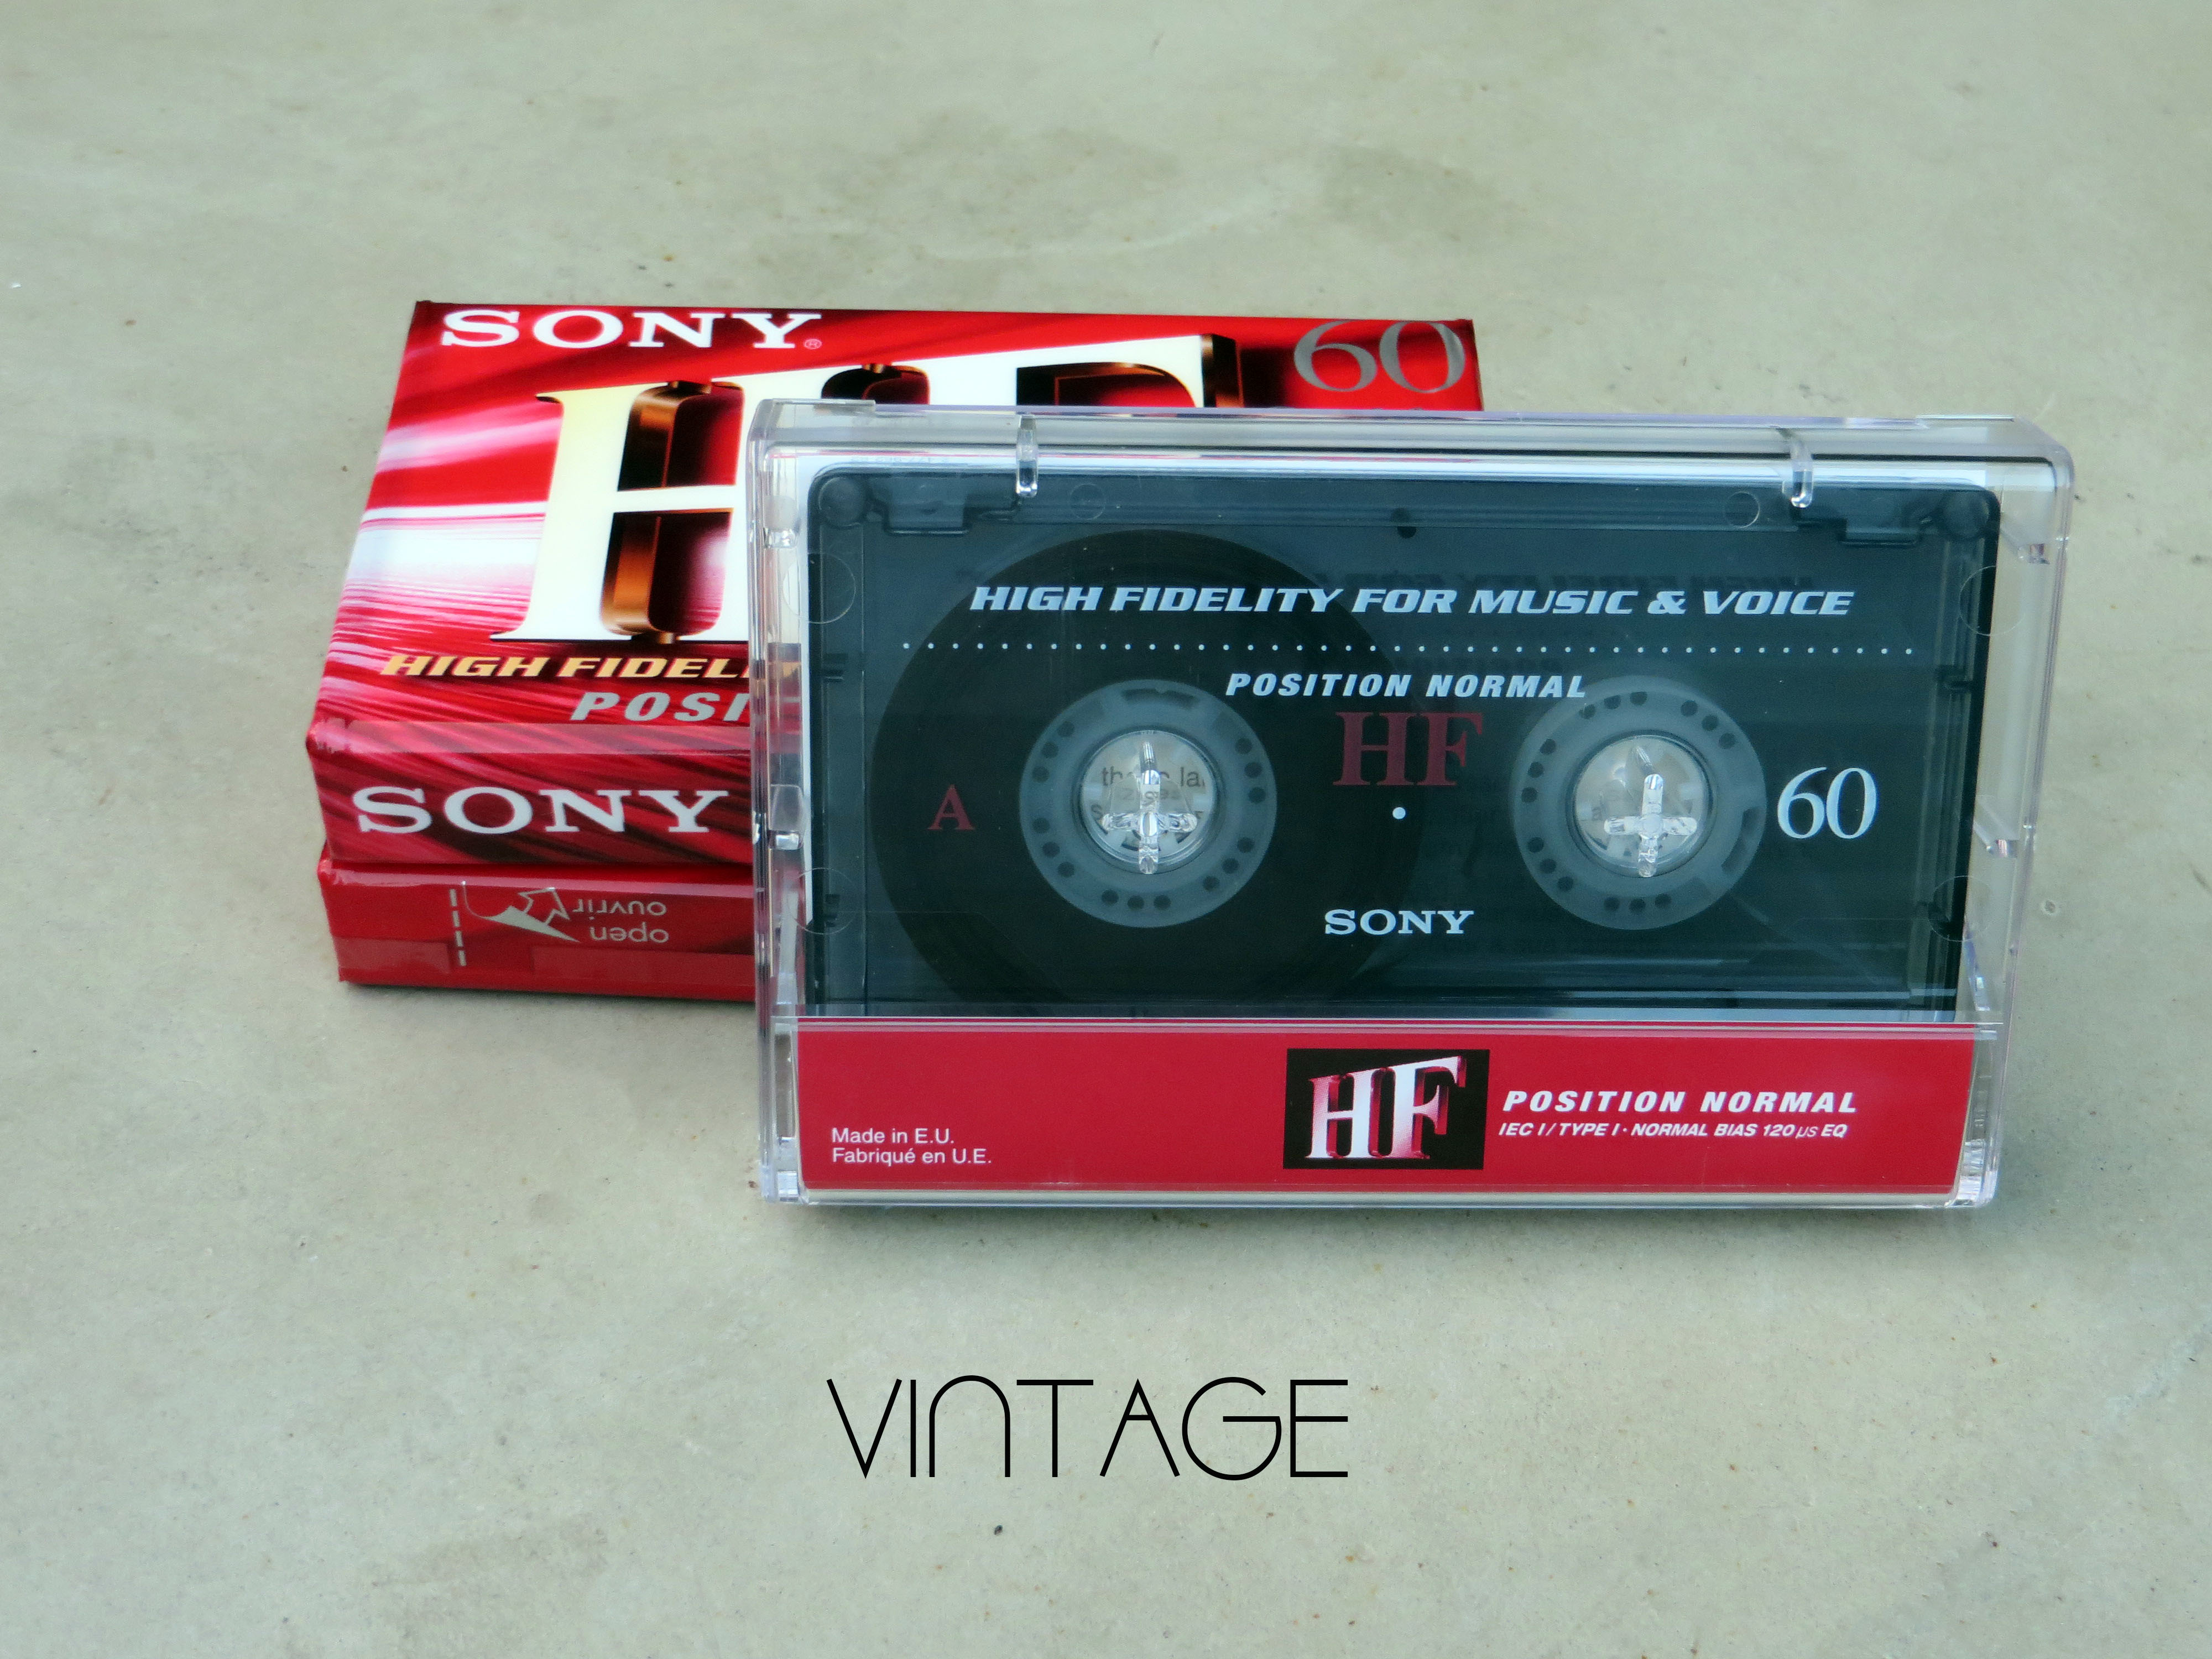 SONY®
60
HF
HIGH FIDEL
POSI
SONY
open
ouvrir
HIGH FIDELITY FOR MUSIC & VOICE
POSITION NORMAL
HF
A
60
SONY
HF
POSITION NORMAL
IEC I / TYPE I · NORMAL BIAS 120 µs EQ
Made in E.U.
Fabriqué en U.E.
VINTAGE